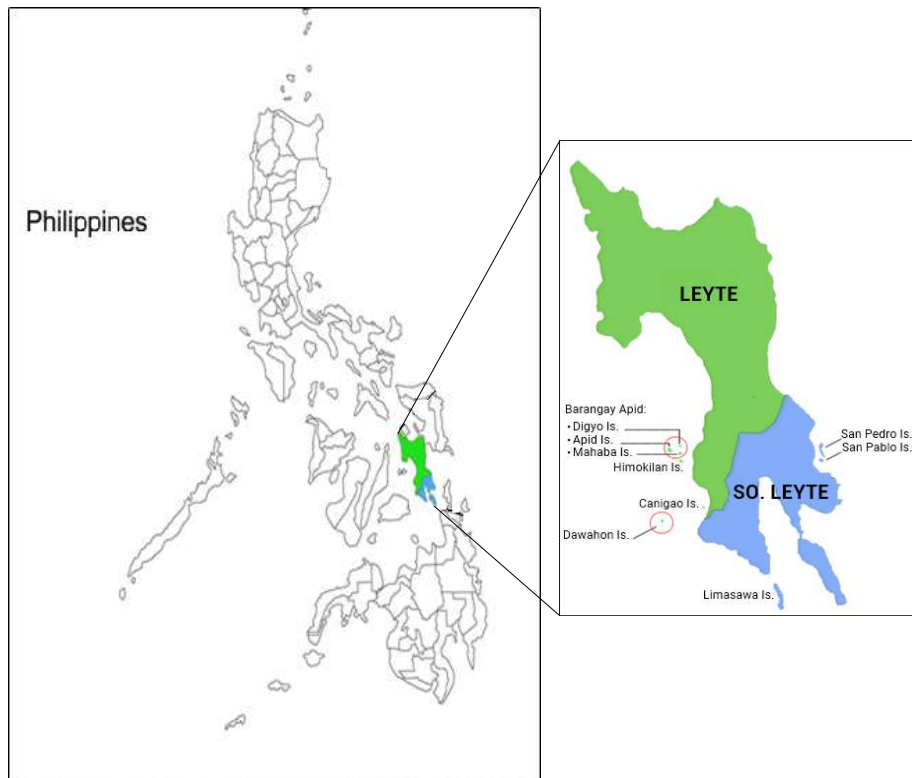 Philippines
LEYTE
Barangay Apid:
• Digyo Is.
• Apid Is.
• Mahaba Is.
Himokilan Is.
San Pedro Is.
San Pablo Is.
SO. LEYTE
Canigao Is.
Dawahon Is.
Limasawa Is.